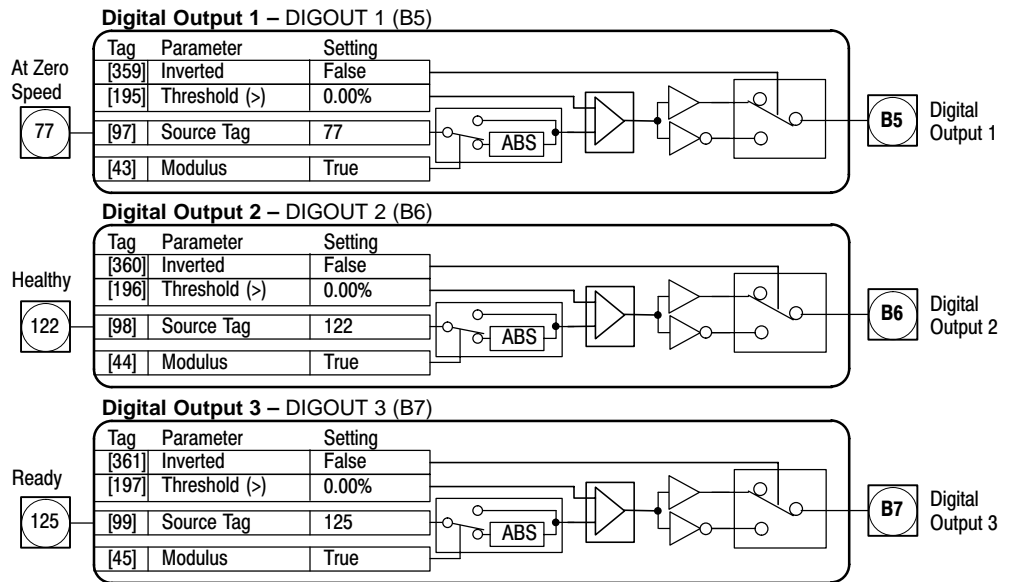 Digital Output 1 – DIGOUT 1 (B5)
Tag Parameter Setting
At Zero Speed
[359] Inverted False
[195] Threshold (>) 0.00%
77
[97] Source Tag 77
ABS
[43] Modulus True
B5
Digital Output 1
Digital Output 2 – DIGOUT 2 (B6)
Tag Parameter Setting
Healthy
[360] Inverted False
[196] Threshold (>) 0.00%
122
[98] Source Tag 122
ABS
[44] Modulus True
B6
Digital Output 2
Digital Output 3 – DIGOUT 3 (B7)
Tag Parameter Setting
Ready
[361] Inverted False
[197] Threshold (>) 0.00%
125
[99] Source Tag 125
ABS
[45] Modulus True
B7
Digital Output 3